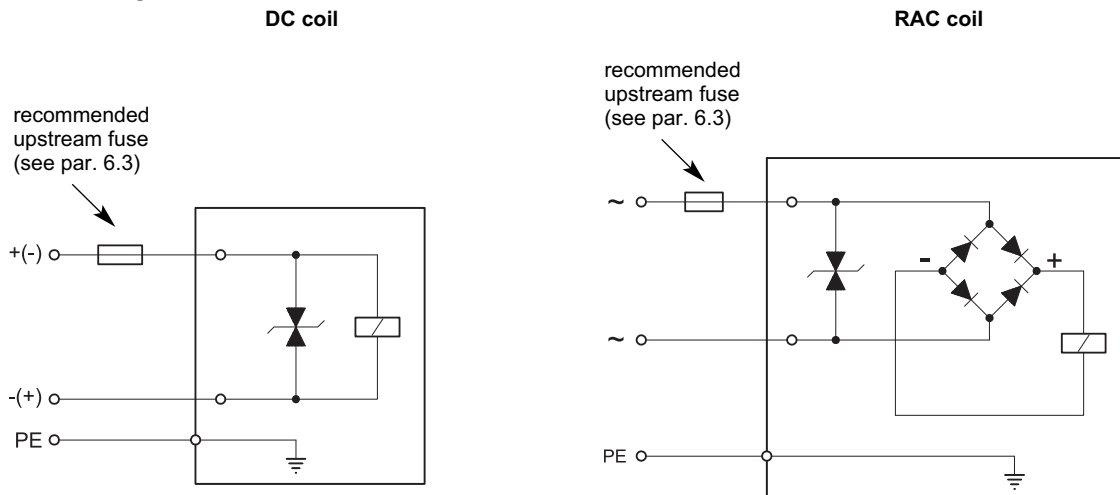 DC coil
recommended
upstream fuse
(see par. 6.3)
+(-)
-(+)
PE
RAC coil
recommended
upstream fuse
(see par. 6.3)
~
- +
~
PE